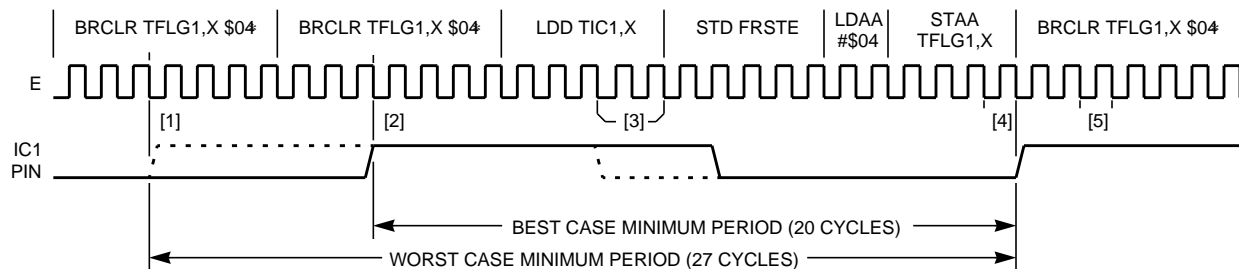 BRCLR TFLG1,X $04 BRCLR TFLG1,X $04 LDD TIC1,X STD FRSTE LDAA #$04 STAA TFLG1,X BRCLR TFLG1,X $04
E
[1] [2] [3] [4] [5]
IC1
PIN
BEST CASE MINIMUM PERIOD (20 CYCLES)
WORST CASE MINIMUM PERIOD (27 CYCLES)